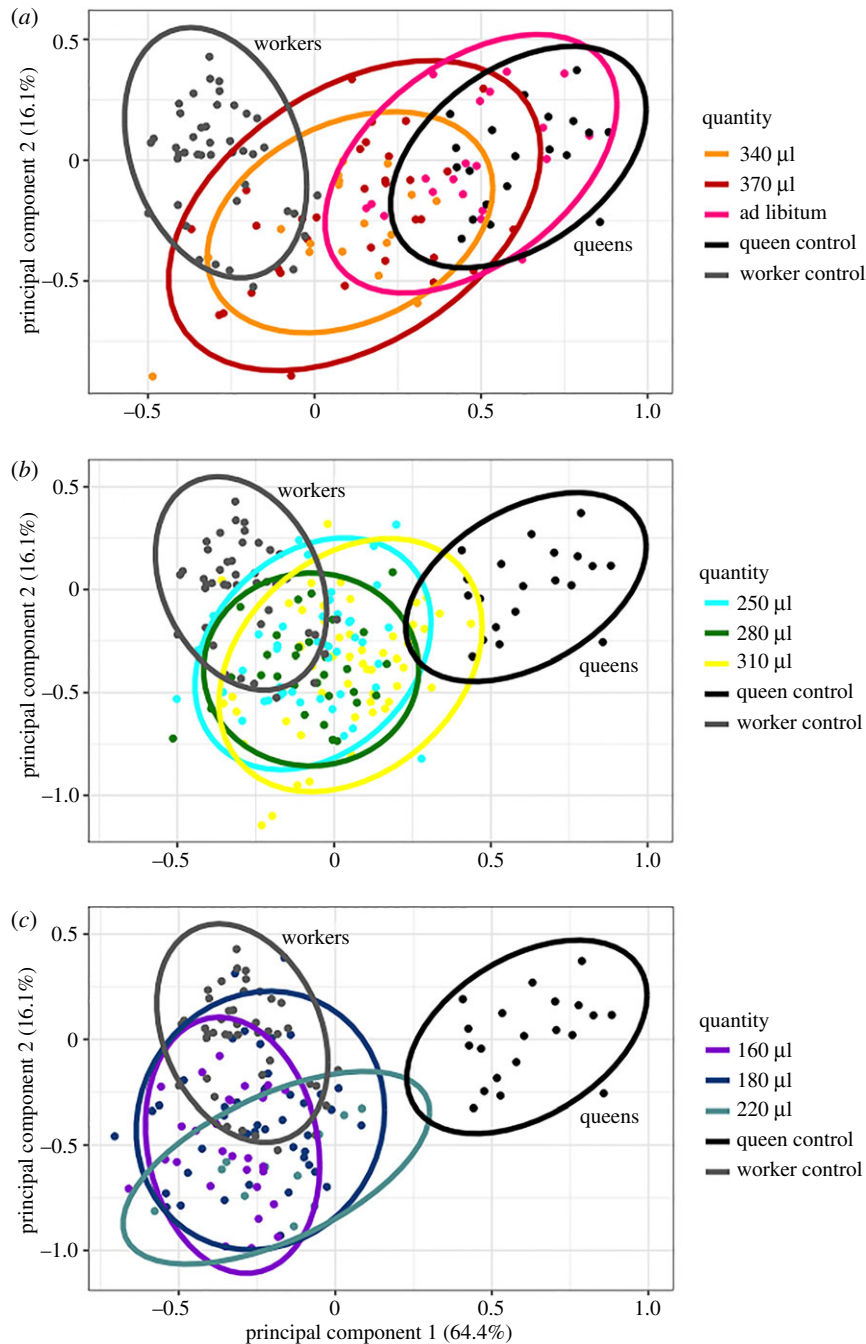 (a)
principal component 2 (16.1%)
0.5
0
–0.5
workers
queens
–0.5 0 0.5 1.0
quantity
340 µl
370 µl
ad libitum
queen control
worker control
(b)
principal component 2 (16.1%)
0.5
0
–0.5
–1.0
workers
queens
–0.5 0 0.5 1.0
quantity
250 µl
280 µl
310 µl
queen control
worker control
(c)
principal component 2 (16.1%)
0.5
0
–0.5
–1.0
workers
queens
–0.5 0 0.5 1.0
principal component 1 (64.4%)
quantity
160 µl
180 µl
220 µl
queen control
worker control